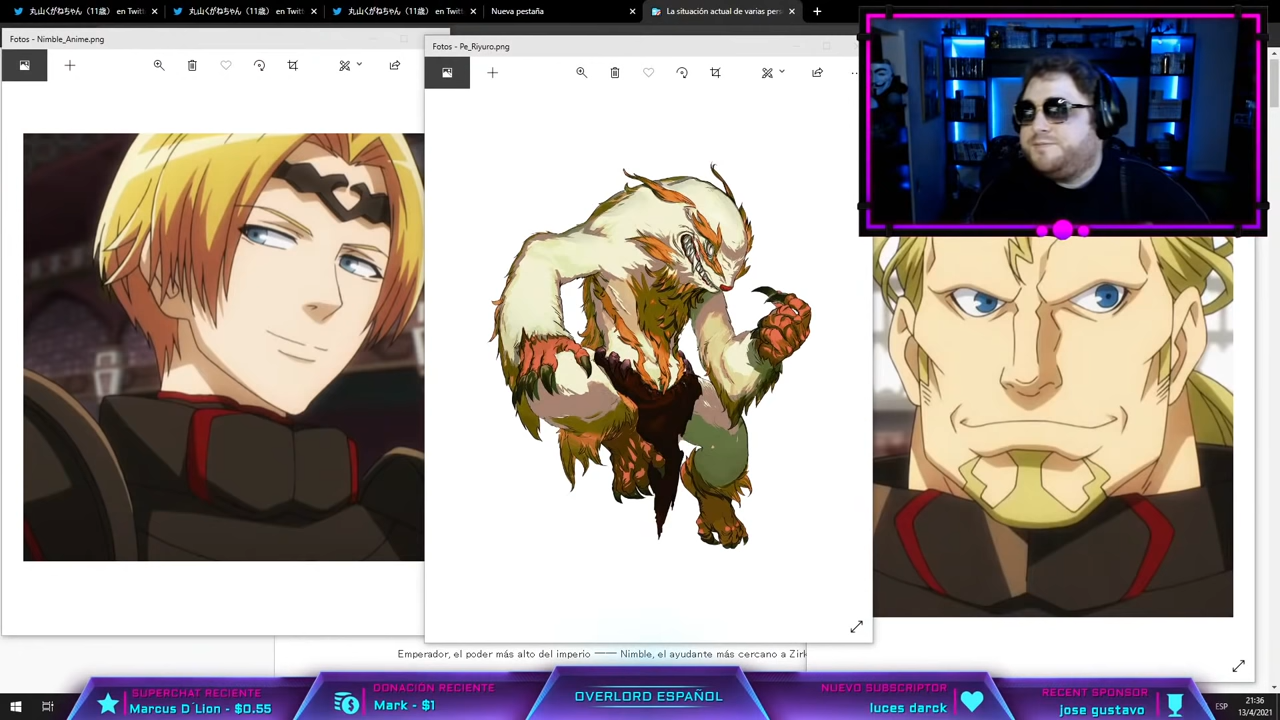 丸山くがねちゃん（11歳） en Twitt
丸山くがねちゃん（11歳） en Twitt
丸山くがねちゃん（11歳） en Twitt
Nueva pestaña
La situación actual de varias pers
Fotos - Nimble_Anime.png
Fotos - Pe_Riyuro.png
Emperador, el poder más alto del imperio —— Nimble, el ayudante más cercano a Zirk
SUPERCHAT RECIENTE
Marcus D´Lion - $0.55
DONACION RECIENTE
Mark - $1
OVERLORD ESPAÑOL
NUEVO SUBSCRIPTOR
luces darck
RECENT SPONSOR
jose gustavo
ESP
21:36
13/4/2021